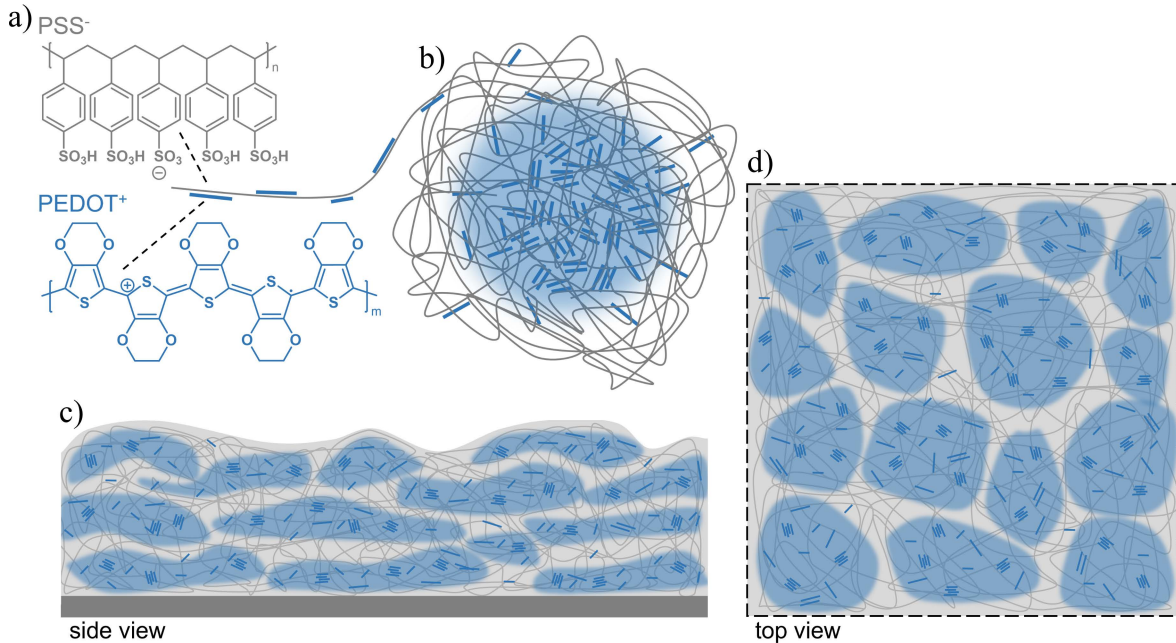 a)
PSS-
n
SO₃H SO₃H SO₃ SO₃H SO₃H
⊖
PEDOT+
O O O O
S + S S S · S
O O O O
m
b)
c)
side view
d)
top view